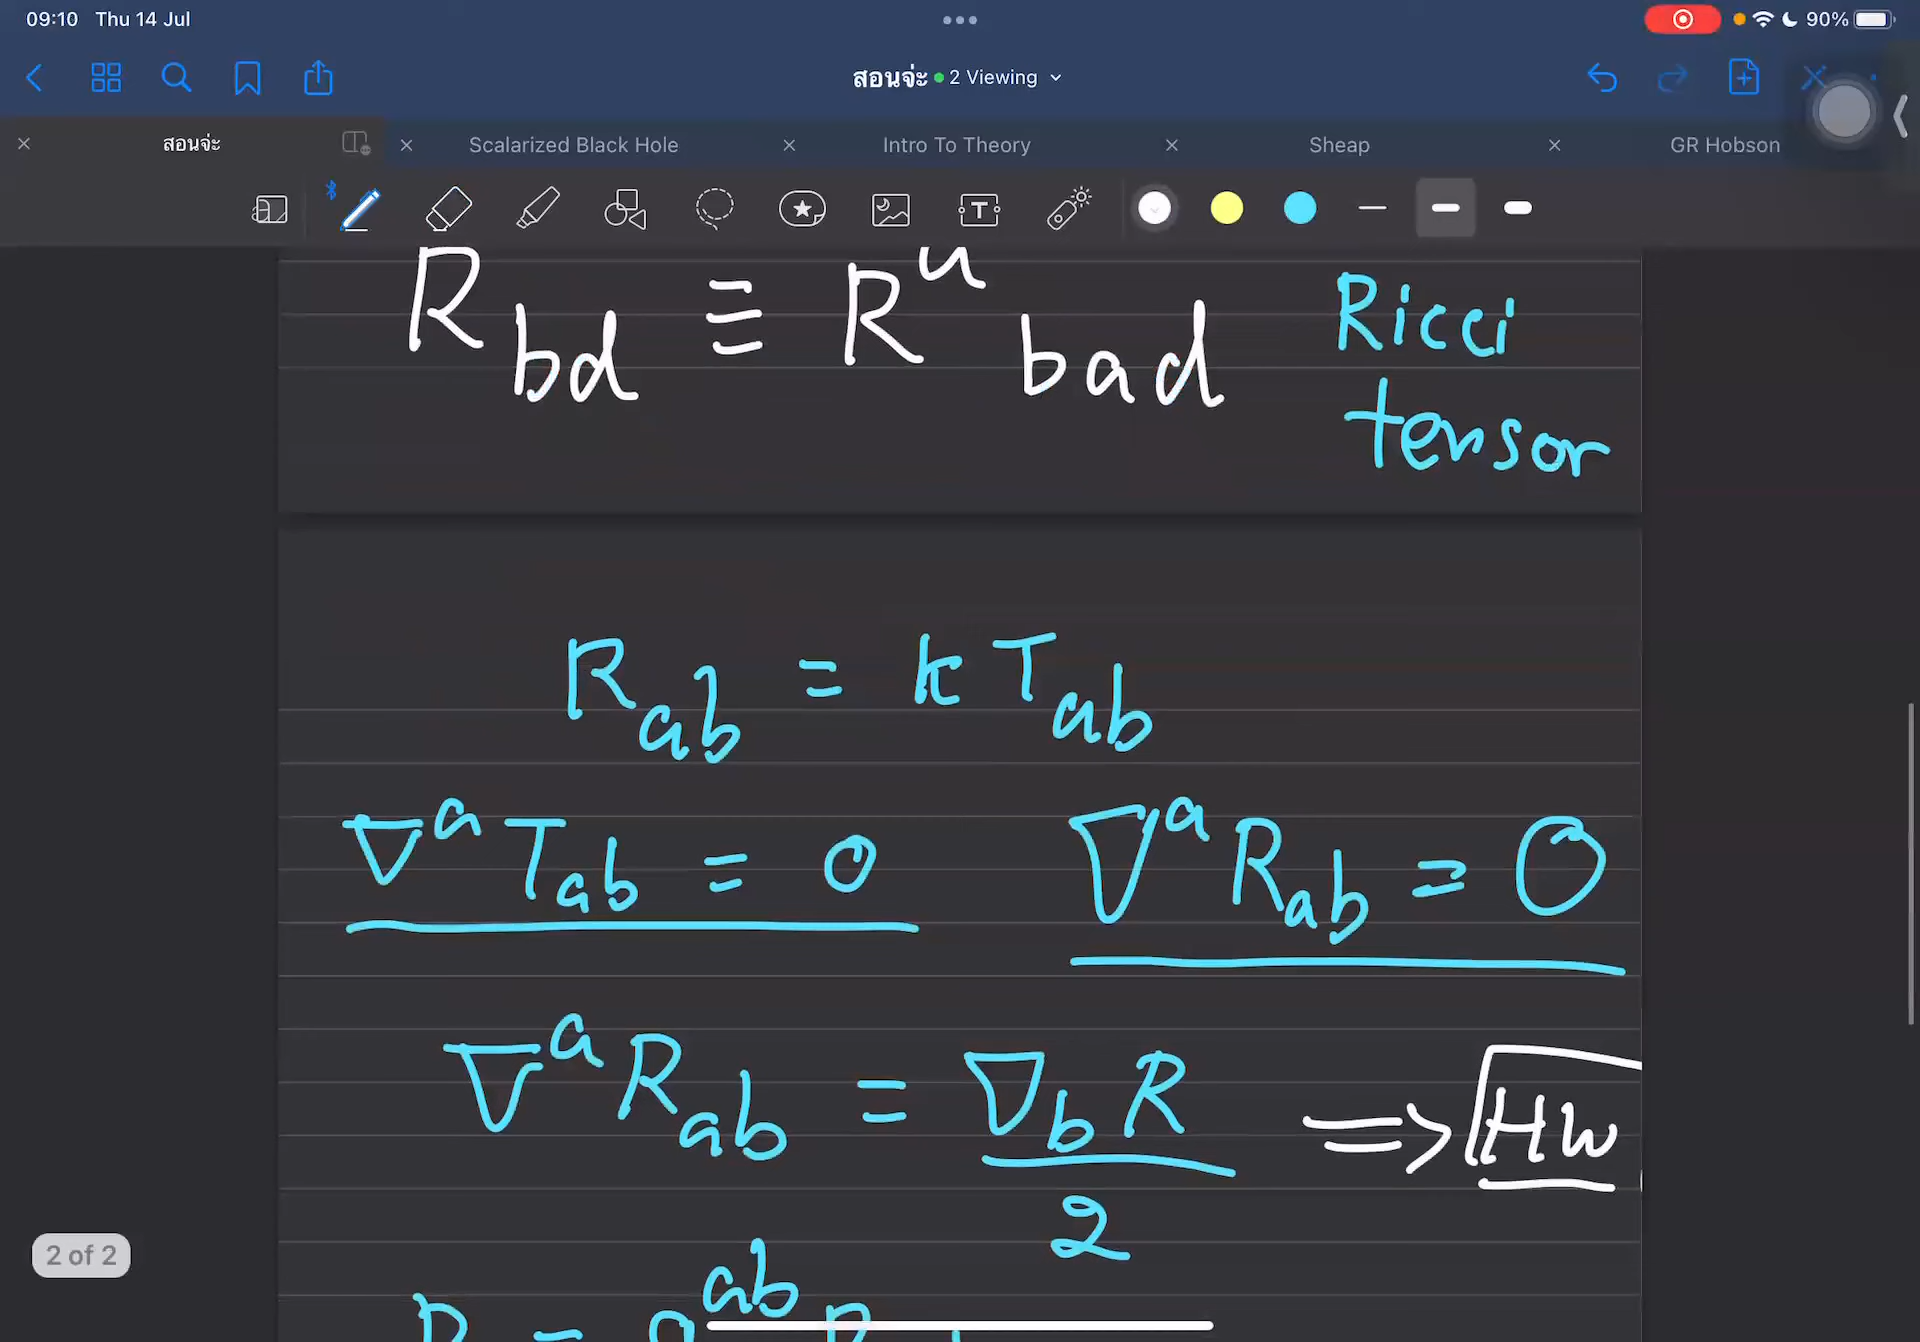 09:10 Thu 14 Jul
90%
สอนจ่ะ 2 Viewing
สอนจ่ะ
Scalarized Black Hole
Intro To Theory
Sheap
GR Hobson
T
R_bd ≡ R^a_bad Ricci
tensor
R_ab = k T_ab
∇^a T_ab = 0 ∇^a R_ab = 0
∇^a R_ab = ∇_b R / 2 ⇒ HW
2 of 2